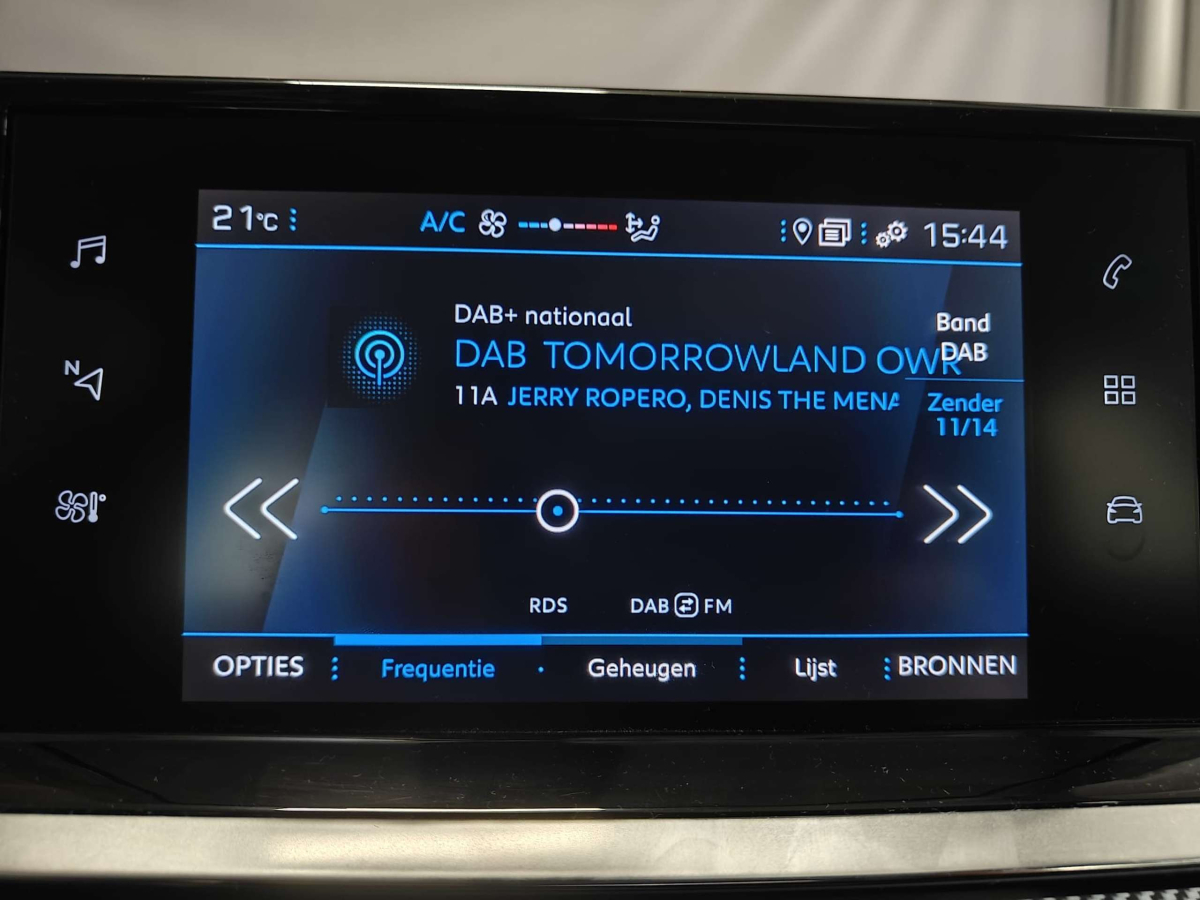 21°C
A/C
15:44
DAB+ nationaal
DAB TOMORROWLAND OWR
11A JERRY ROPERO, DENIS THE MENA
Band
DAB
Zender
11/14
N
RDS DAB FM
OPTIES Frequentie Geheugen Lijst BRONNEN